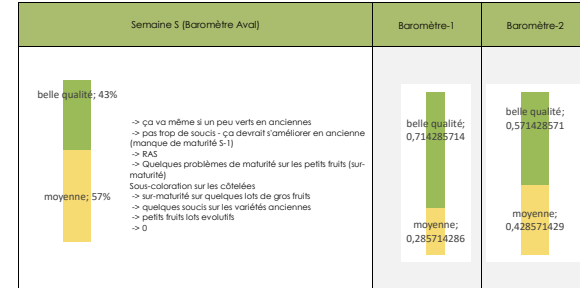 Semaine S (Baromètre Aval)
Baromètre-1
Baromètre-2
belle qualité; 43%
moyenne; 57%
-> ça va même si un peu verts en anciennes
-> pas trop de soucis - ça devrait s'améliorer en ancienne
(manque de maturité S-1)
-> RAS
-> Quelques problèmes de maturité sur les petits fruits (sur-
maturité)
Sous-coloration sur les côtelées
-> sur-maturité sur quelques lots de gros fruits
-> quelques soucis sur les variétés anciennes
-> petits fruits lots evolutifs
-> 0
belle qualité;
0,714285714
moyenne;
0,285714286
belle qualité;
0,571428571
moyenne;
0,428571429